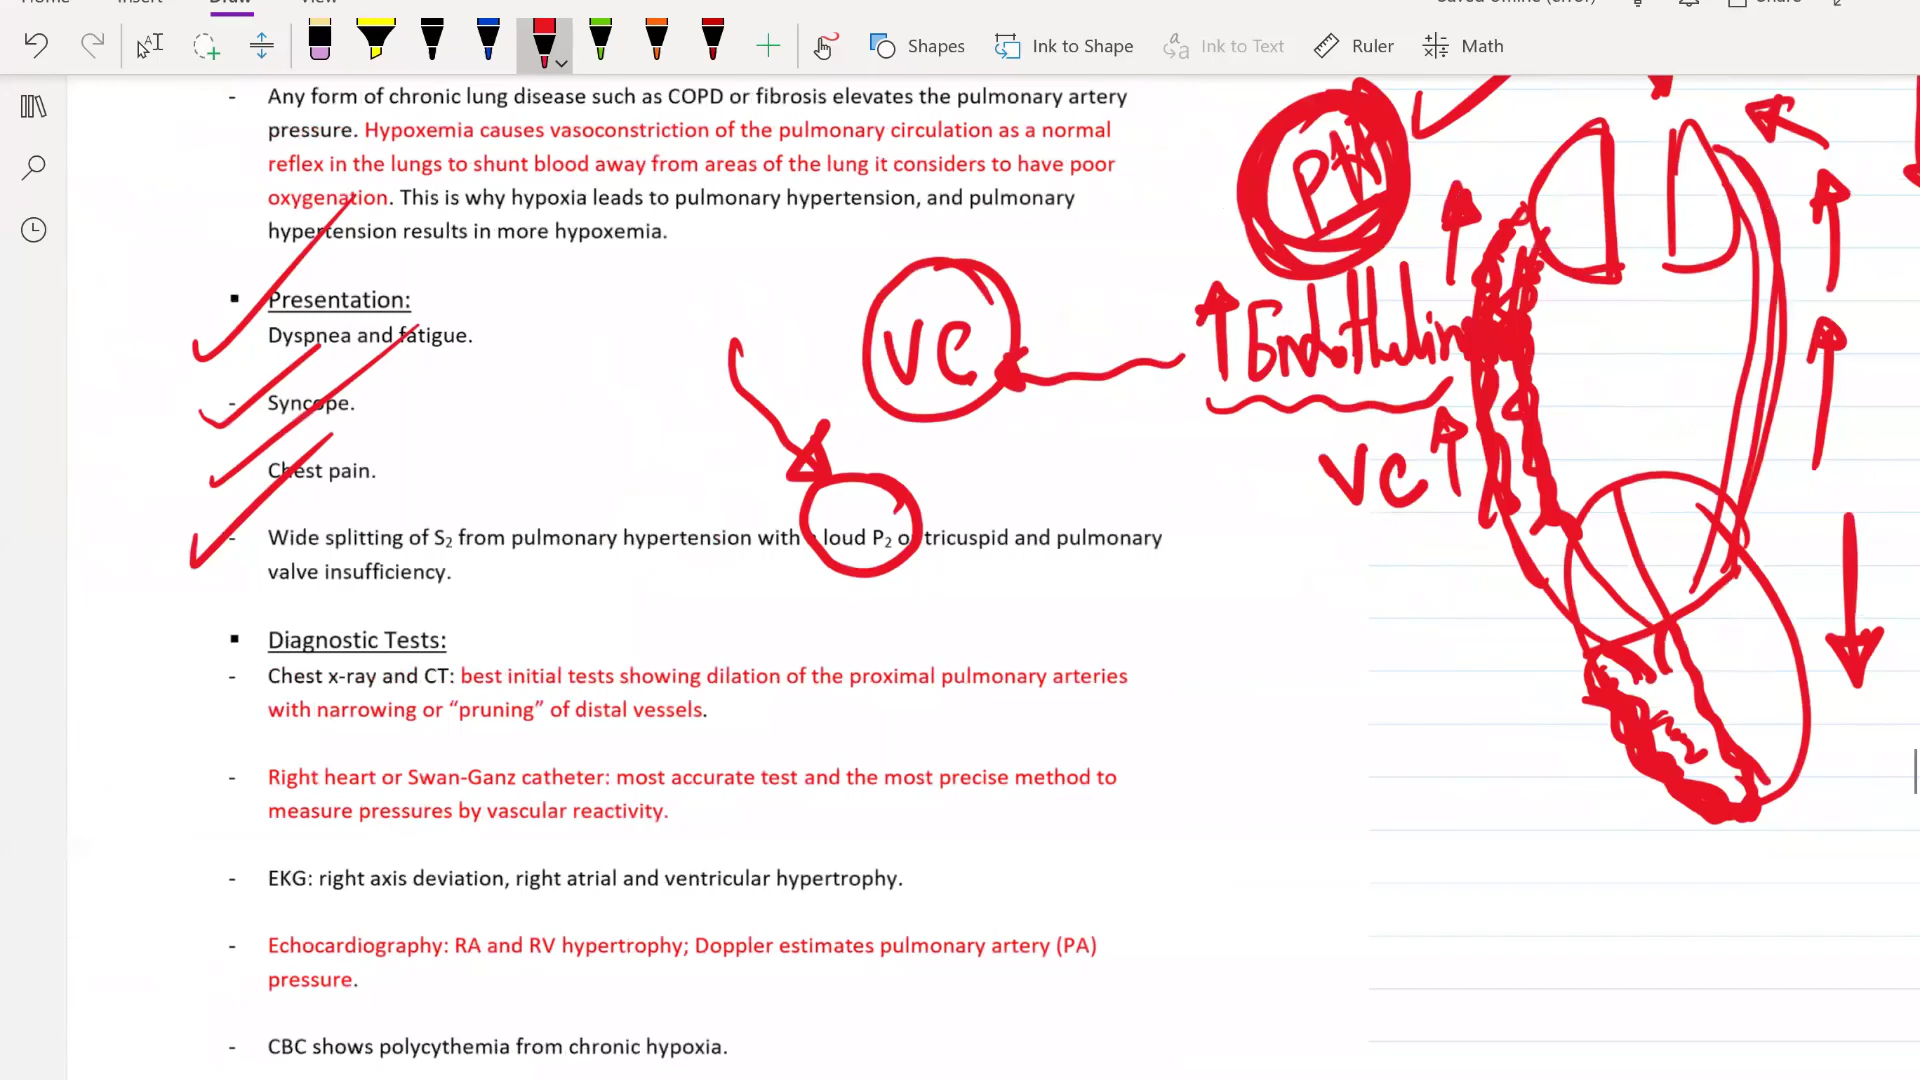 Home Insert Draw View Saved online (error) Share
Shapes Ink to Shape Ink to Text Ruler Math
- Any form of chronic lung disease such as COPD or fibrosis elevates the pulmonary artery
pressure. Hypoxemia causes vasoconstriction of the pulmonary circulation as a normal
reflex in the lungs to shunt blood away from areas of the lung it considers to have poor
oxygenation. This is why hypoxia leads to pulmonary hypertension, and pulmonary
hypertension results in more hypoxemia.
▪ Presentation:
Dyspnea and fatigue.
- Syncope.
- Chest pain.
- Wide splitting of S₂ from pulmonary hypertension with a loud P₂ or tricuspid and pulmonary
valve insufficiency.
▪ Diagnostic Tests:
- Chest x-ray and CT: best initial tests showing dilation of the proximal pulmonary arteries
with narrowing or “pruning” of distal vessels.
- Right heart or Swan-Ganz catheter: most accurate test and the most precise method to
measure pressures by vascular reactivity.
- EKG: right axis deviation, right atrial and ventricular hypertrophy.
- Echocardiography: RA and RV hypertrophy; Doppler estimates pulmonary artery (PA)
pressure.
- CBC shows polycythemia from chronic hypoxia.
VC
↑ Endothelin
VC ↑